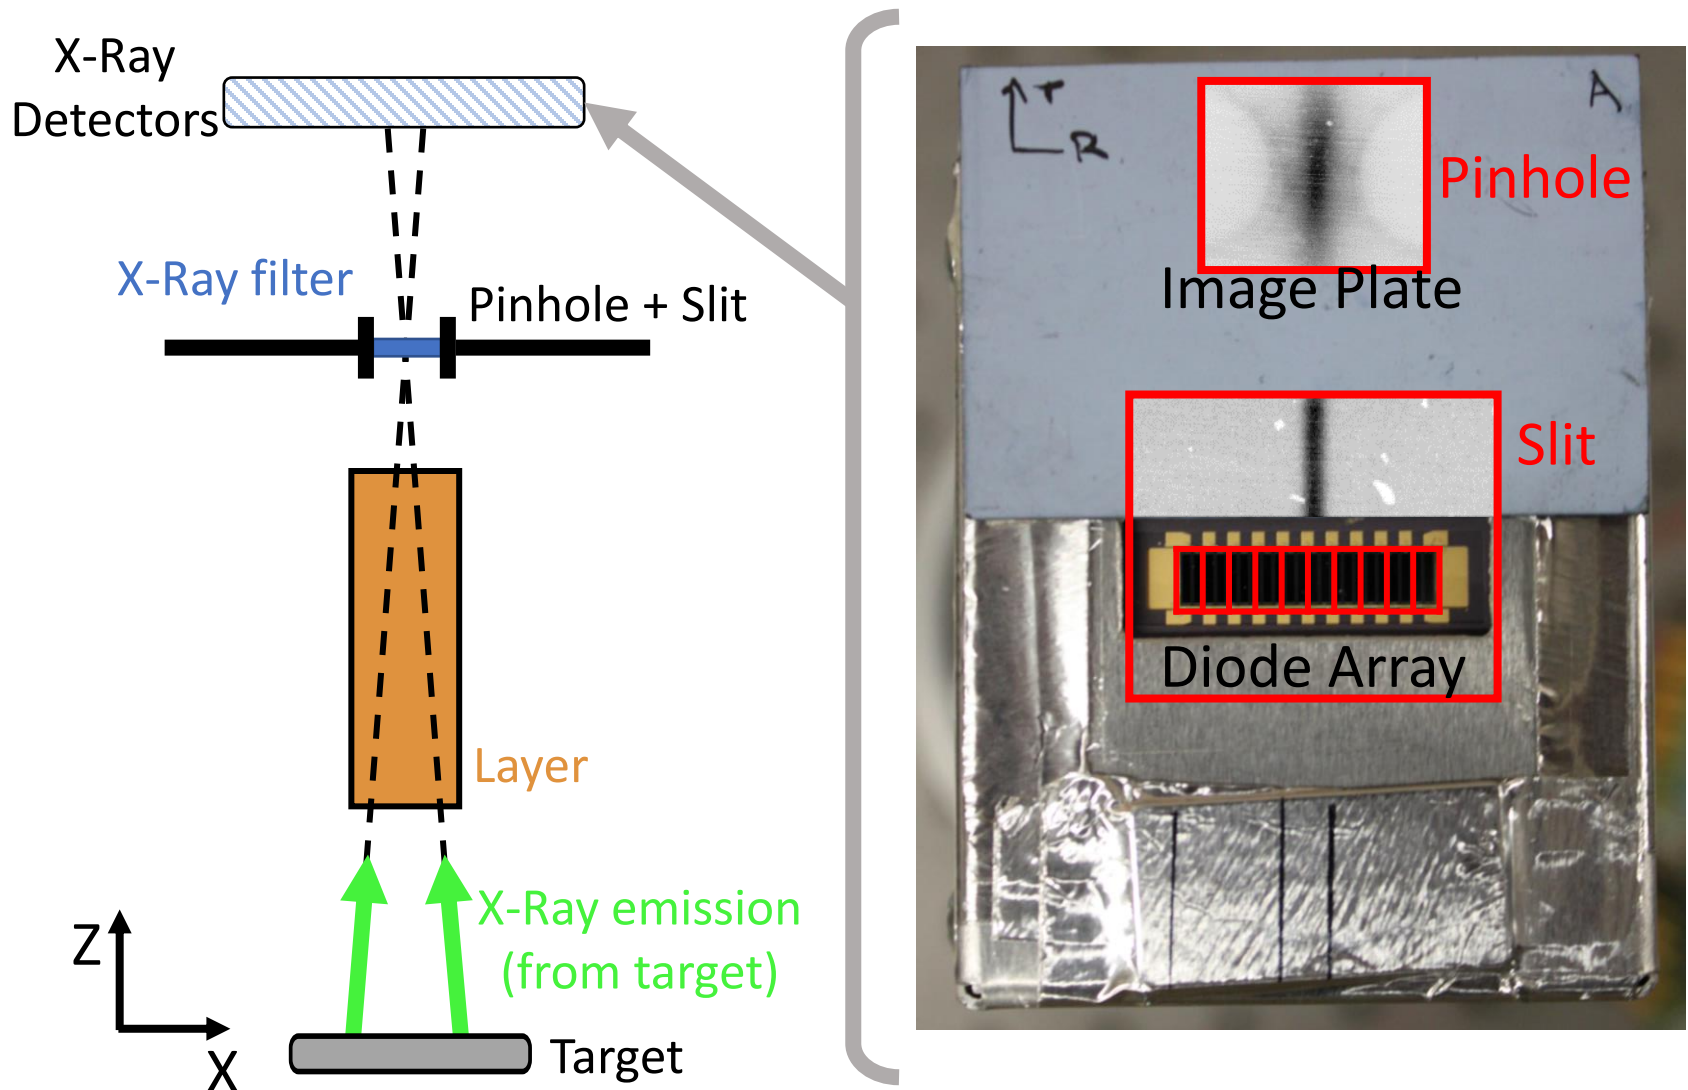 X-Ray
Detectors
X-Ray filter
Pinhole + Slit
Layer
X-Ray emission
(from target)
Z
X
Target
R
A
Pinhole
Image Plate
Slit
Diode Array